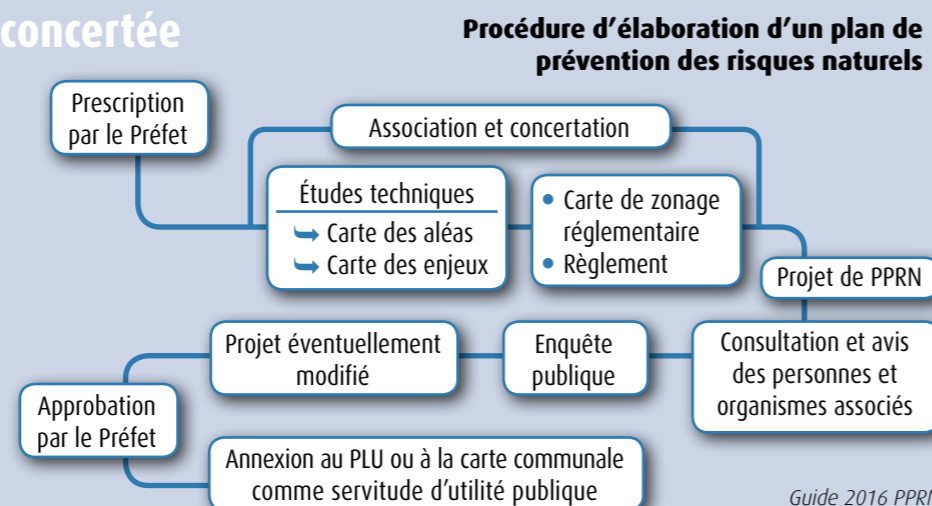 concertée
Procédure d’élaboration d’un plan de
prévention des risques naturels
Prescription
par le Préfet
Association et concertation
Études techniques
➥ Carte des aléas
➥ Carte des enjeux
• Carte de zonage
réglementaire
• Règlement
Projet de PPRN
Consultation et avis
des personnes et
organismes associés
Enquête
publique
Projet éventuellement
modifié
Approbation
par le Préfet
Annexion au PLU ou à la carte communale
comme servitude d’utilité publique
Guide 2016 PPRN